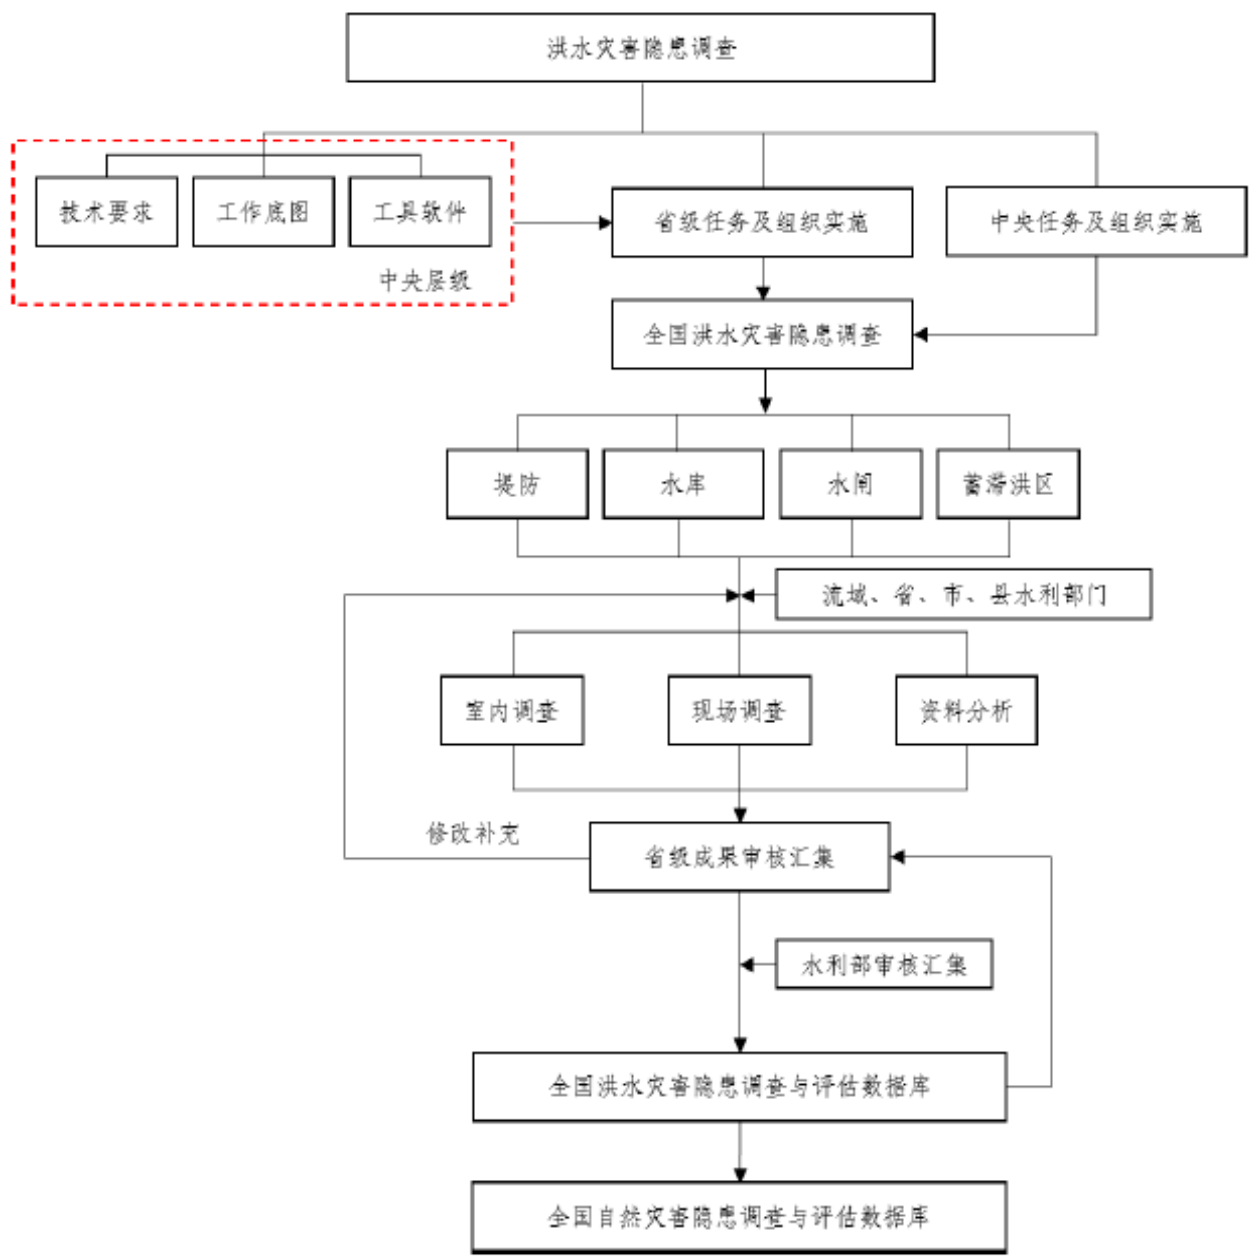 洪水灾害隐患调查
技术要求
工作底图
工具软件
中央层级
省级任务及组织实施
中央任务及组织实施
全国洪水灾害隐患调查
堤防
水库
水闸
蓄滞洪区
流域、省、市、县水利部门
室内调查
现场调查
资料分析
修改补充
省级成果审核汇集
水利部审核汇集
全国洪水灾害隐患调查与评估数据库
全国自然灾害隐患调查与评估数据库